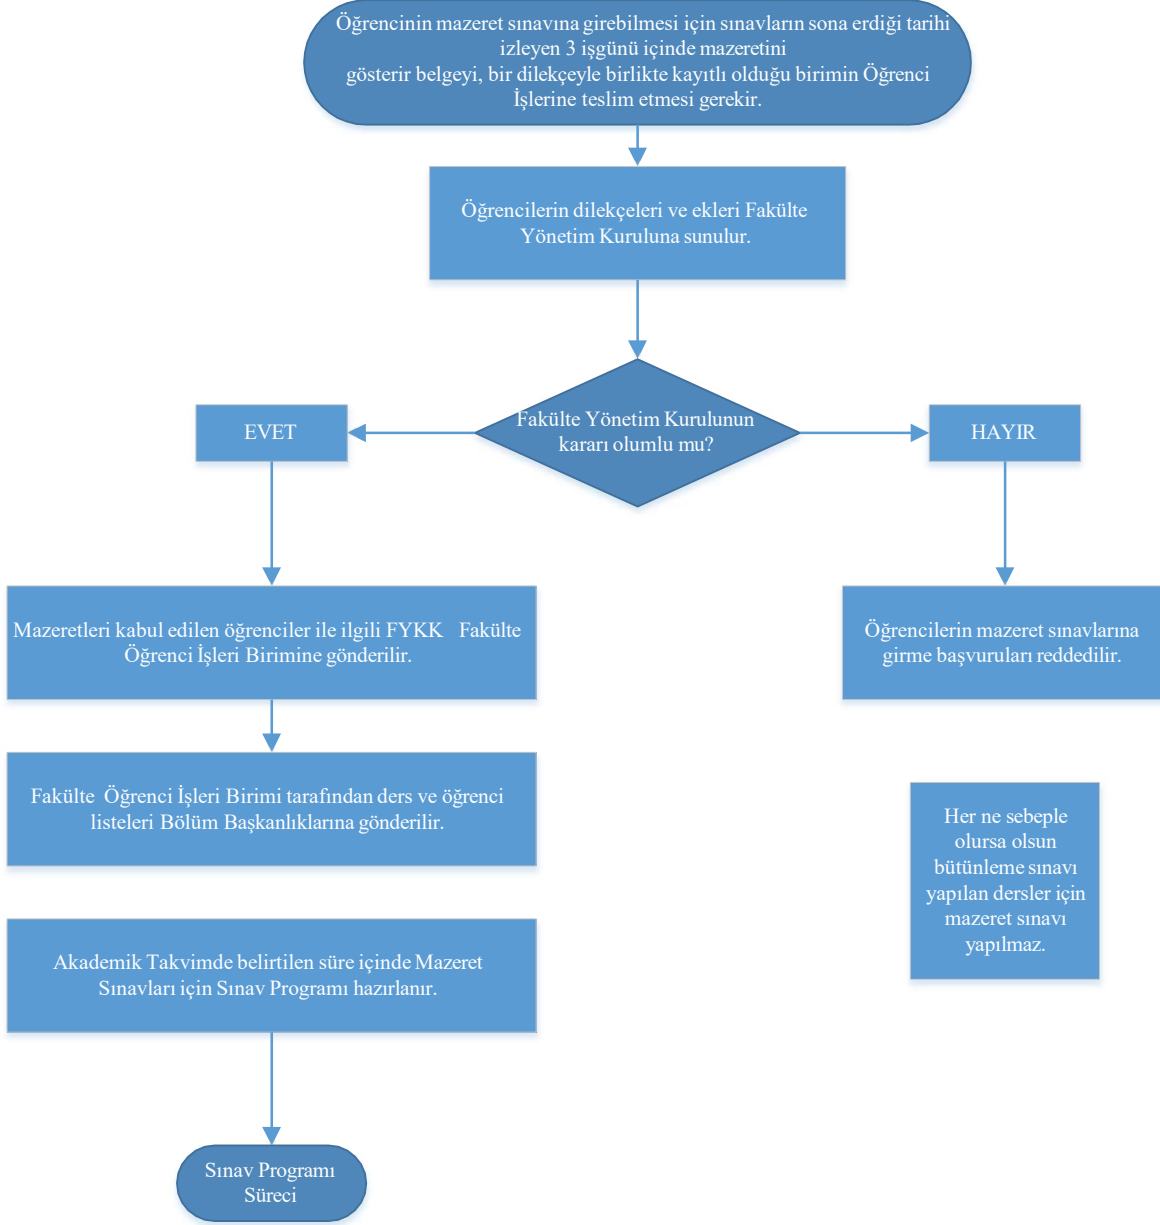 Öğrencinin mazeret sınavına girebilmesi için sınavların sona erdiği tarihi
izleyen 3 işgünü içinde mazeretini
gösterir belgeyi, bir dilekçeyle birlikte kayıtlı olduğu birimin Öğrenci
İşlerine teslim etmesi gerekir.
Öğrencilerin dilekçeleri ve ekleri Fakülte
Yönetim Kuruluna sunulur.
Fakülte Yönetim Kurulunun
kararı olumlu mu?
EVET
HAYIR
Mazeretleri kabul edilen öğrenciler ile ilgili FYKK Fakülte
Öğrenci İşleri Birimine gönderilir.
Öğrencilerin mazeret sınavlarına
girme başvuruları reddedilir.
Fakülte Öğrenci İşleri Birimi tarafından ders ve öğrenci
listeleri Bölüm Başkanlıklarına gönderilir.
Her ne sebeple
olursa olsun
bütünleme sınavı
yapılan dersler için
mazeret sınavı
yapılmaz.
Akademik Takvimde belirtilen süre içinde Mazeret
Sınavları için Sınav Programı hazırlanır.
Sınav Programı
Süreci